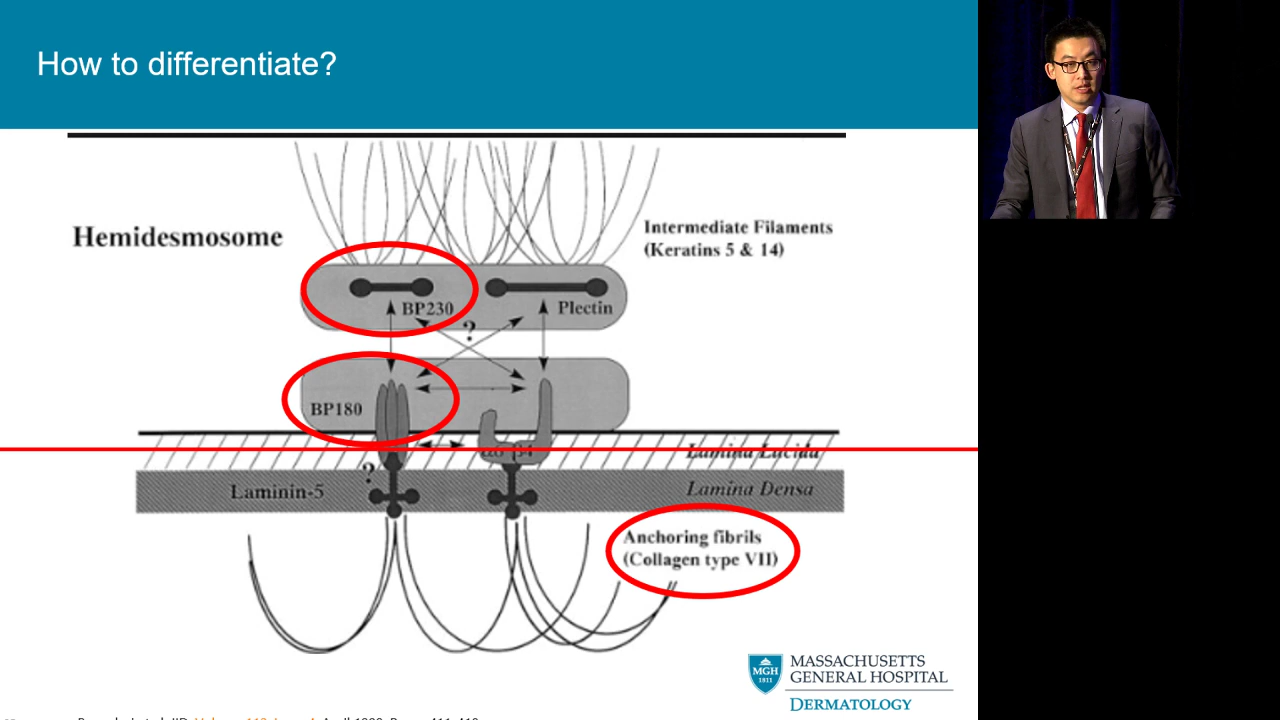 How to differentiate?
Hemidesmosome
Intermediate Filaments
(Keratins 5 & 14)
BP230
Plectin
?
BP180
Lamina Lucida
?
Laminin-5
Lamina Densa
Anchoring fibrils
(Collagen type VII)
MGH
1811
MASSACHUSETTS
GENERAL HOSPITAL
DERMATOLOGY